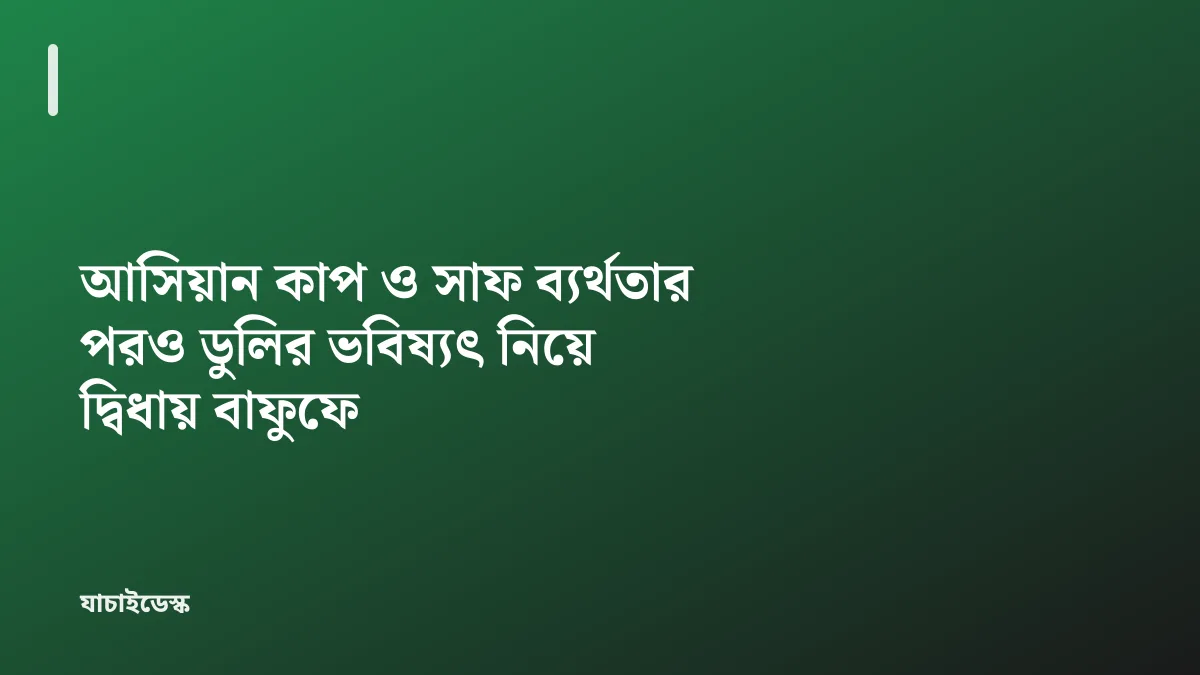 আসিয়ান কাপ ও সাফ ব্যর্থতার
পরও ডুলির ভবিষ্যৎ নিয়ে
দ্বিধায় বাফুফে
যাচাইডেস্ক